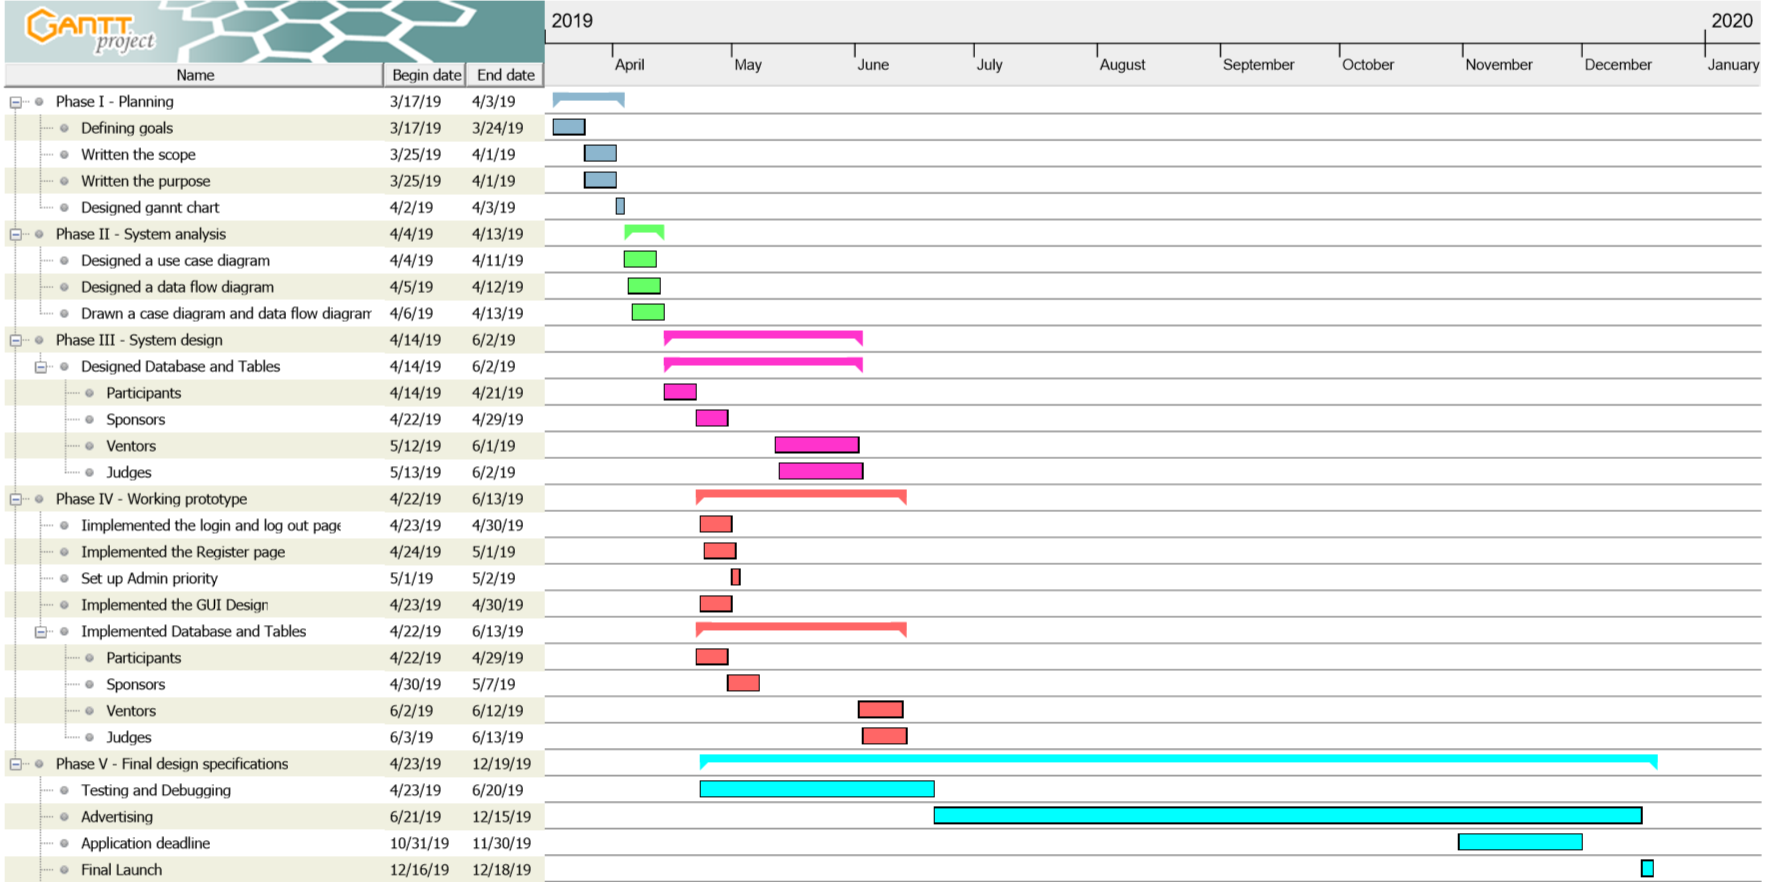 GANTT project
2019 2020
April May June July August September October November December January
Name Begin date End date
Phase I - Planning 3/17/19 4/3/19
Defining goals 3/17/19 3/24/19
Written the scope 3/25/19 4/1/19
Written the purpose 3/25/19 4/1/19
Designed gannt chart 4/2/19 4/3/19
Phase II - System analysis 4/4/19 4/13/19
Designed a use case diagram 4/4/19 4/11/19
Designed a data flow diagram 4/5/19 4/12/19
Drawn a case diagram and data flow diagram 4/6/19 4/13/19
Phase III - System design 4/14/19 6/2/19
Designed Database and Tables 4/14/19 6/2/19
Participants 4/14/19 4/21/19
Sponsors 4/22/19 4/29/19
Ventors 5/12/19 6/1/19
Judges 5/13/19 6/2/19
Phase IV - Working prototype 4/22/19 6/13/19
Iimplemented the login and log out page 4/23/19 4/30/19
Implemented the Register page 4/24/19 5/1/19
Set up Admin priority 5/1/19 5/2/19
Implemented the GUI Design 4/23/19 4/30/19
Implemented Database and Tables 4/22/19 6/13/19
Participants 4/22/19 4/29/19
Sponsors 4/30/19 5/7/19
Ventors 6/2/19 6/12/19
Judges 6/3/19 6/13/19
Phase V - Final design specifications 4/23/19 12/19/19
Testing and Debugging 4/23/19 6/20/19
Advertising 6/21/19 12/15/19
Application deadline 10/31/19 11/30/19
Final Launch 12/16/19 12/18/19